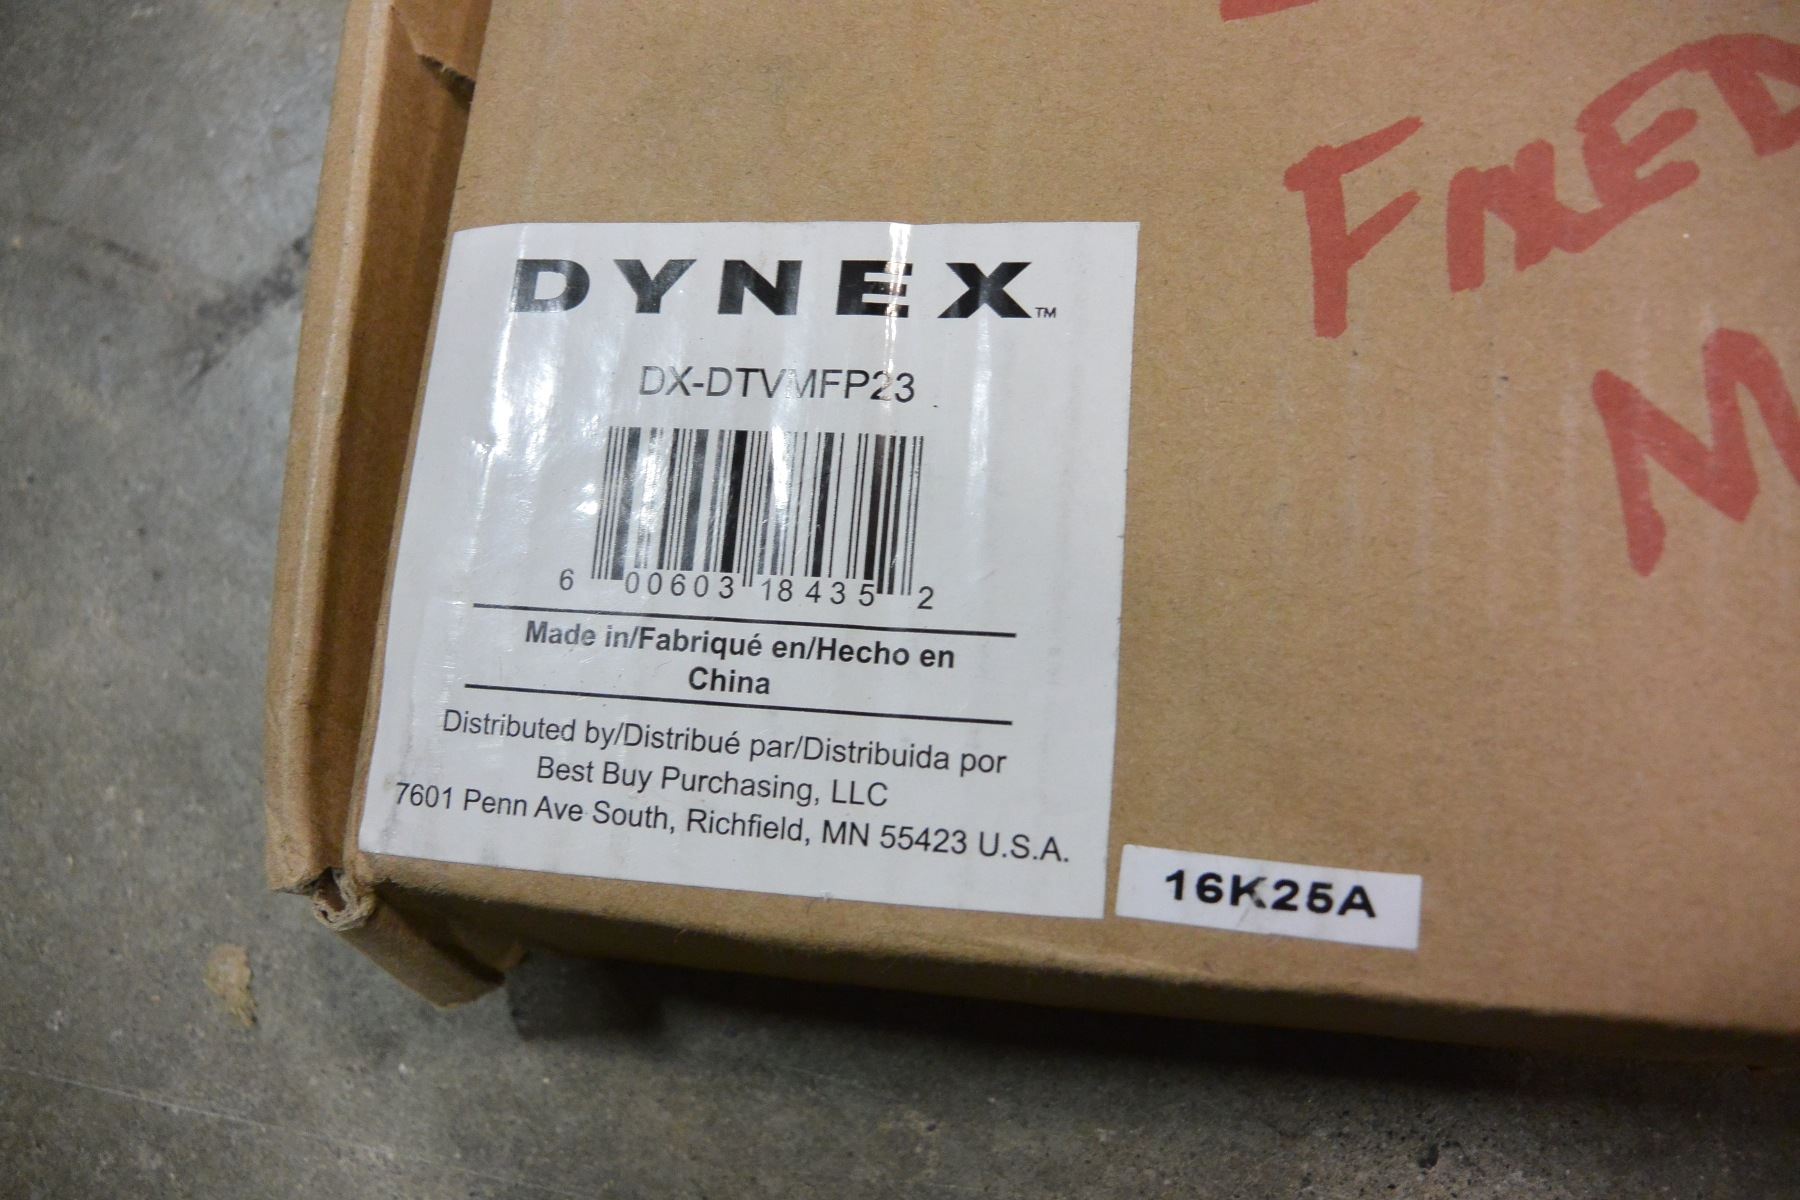 FIXED
M
DYNEX™
DX-DTVMFP23
6 00603 18435 2
Made in/Fabriqué en/Hecho en
China
Distributed by/Distribué par/Distribuida por
Best Buy Purchasing, LLC
7601 Penn Ave South, Richfield, MN 55423 U.S.A.
16K25A